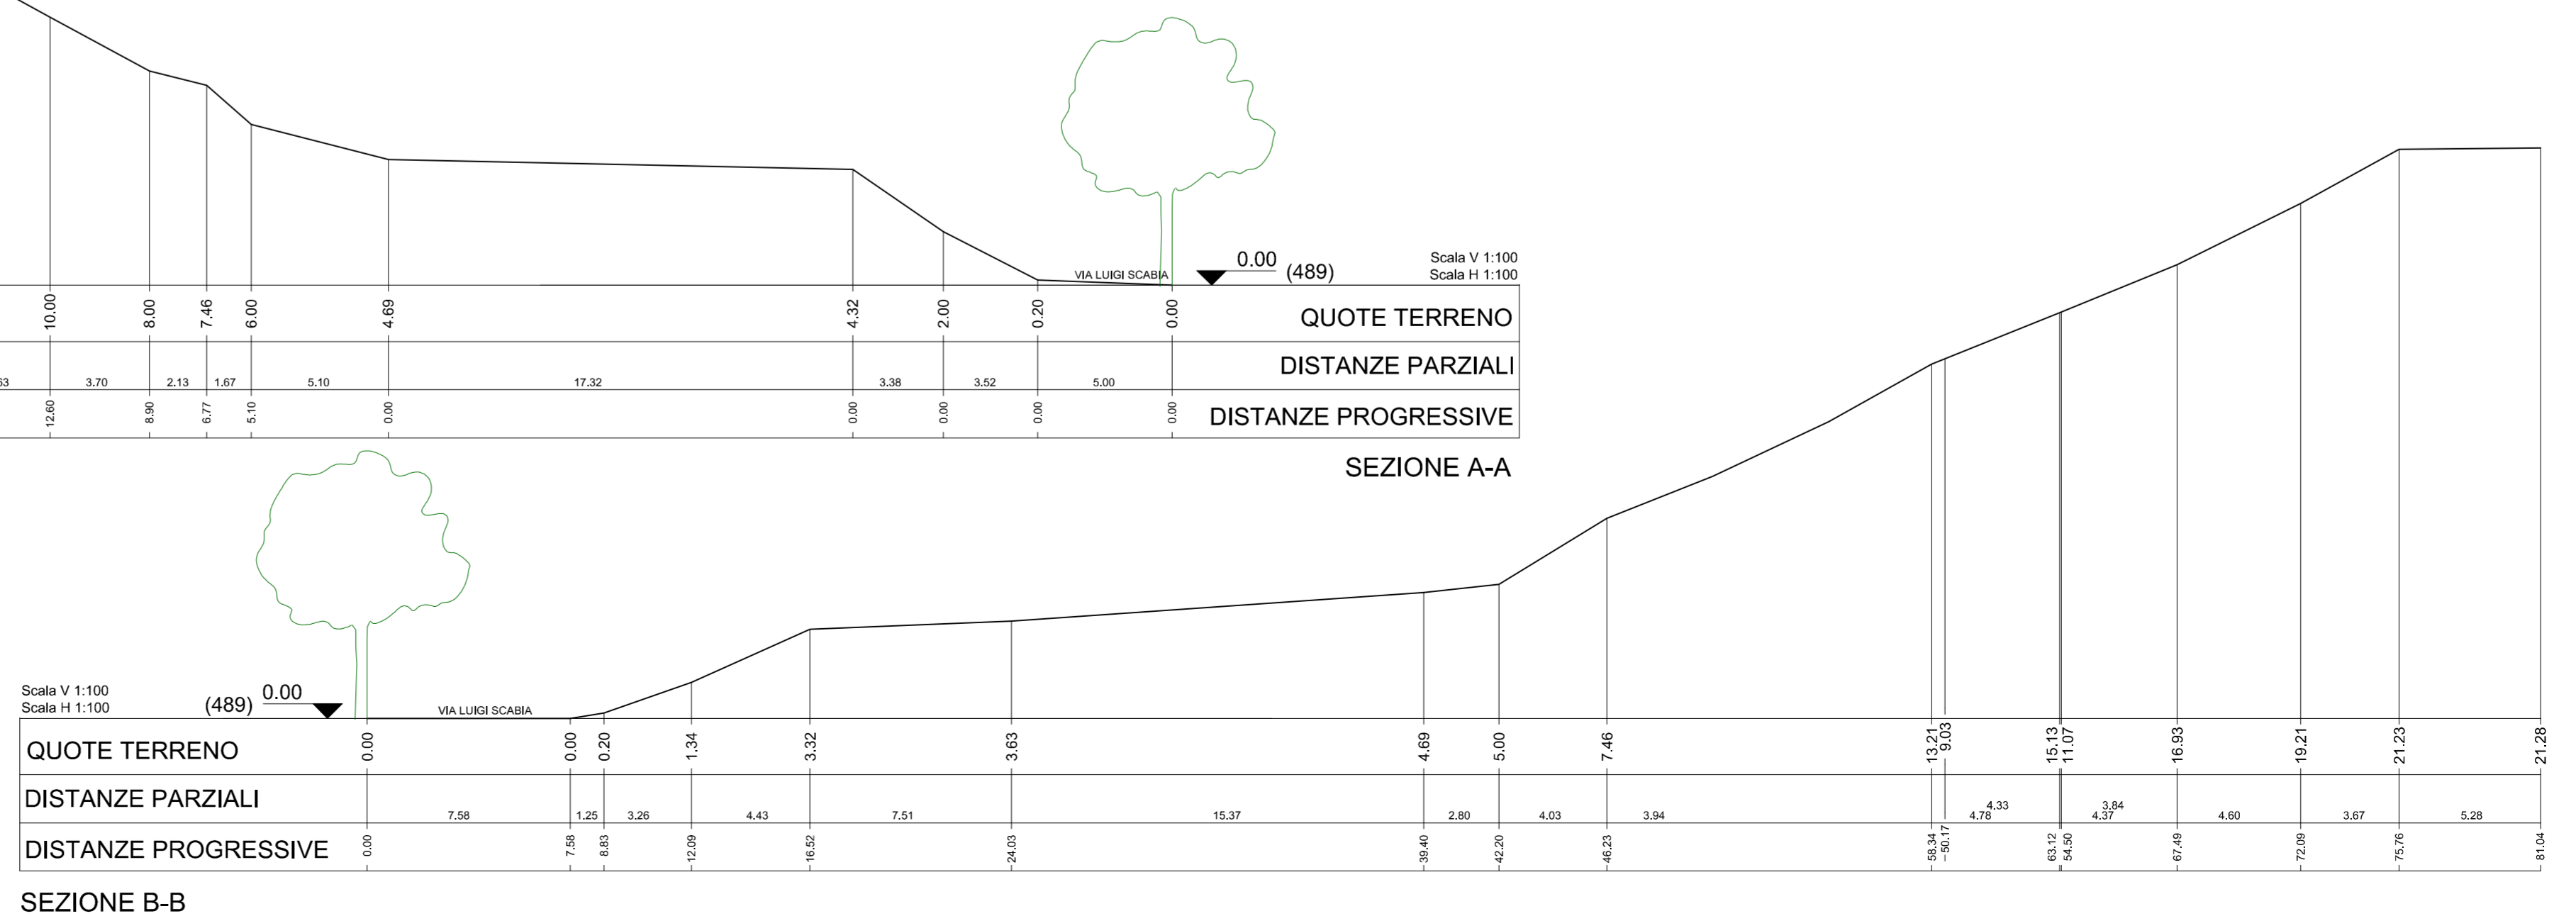 VIA LUIGI SCABIA
0.00
(489)
Scala V 1:100
Scala H 1:100
10.00 8.00 7.46 6.00 4.69 4.32 2.00 0.20 0.00 QUOTE TERRENO
3.70 2.13 1.67 5.10 17.32 3.38 3.52 5.00 DISTANZE PARZIALI
12.60 8.90 6.77 5.10 0.00 0.00 0.00 0.00 0.00 DISTANZE PROGRESSIVE
SEZIONE A-A
Scala V 1:100
Scala H 1:100
(489)
0.00
VIA LUIGI SCABIA
QUOTE TERRENO 0.00 0.00 0.20 1.34 3.32 3.63 4.69 5.00 7.46 13.21 9.03 15.13 11.07 16.93 19.21 21.23 21.28
4.33 3.84
DISTANZE PARZIALI 7.58 1.25 3.26 4.43 7.51 15.37 2.80 4.03 3.94 4.78 4.37 4.60 3.67 5.28
DISTANZE PROGRESSIVE 0.00 7.58 8.83 12.09 16.52 24.03 39.40 42.20 46.23 58.34 50.17 63.12 54.50 67.49 72.09 75.76 81.04
SEZIONE B-B